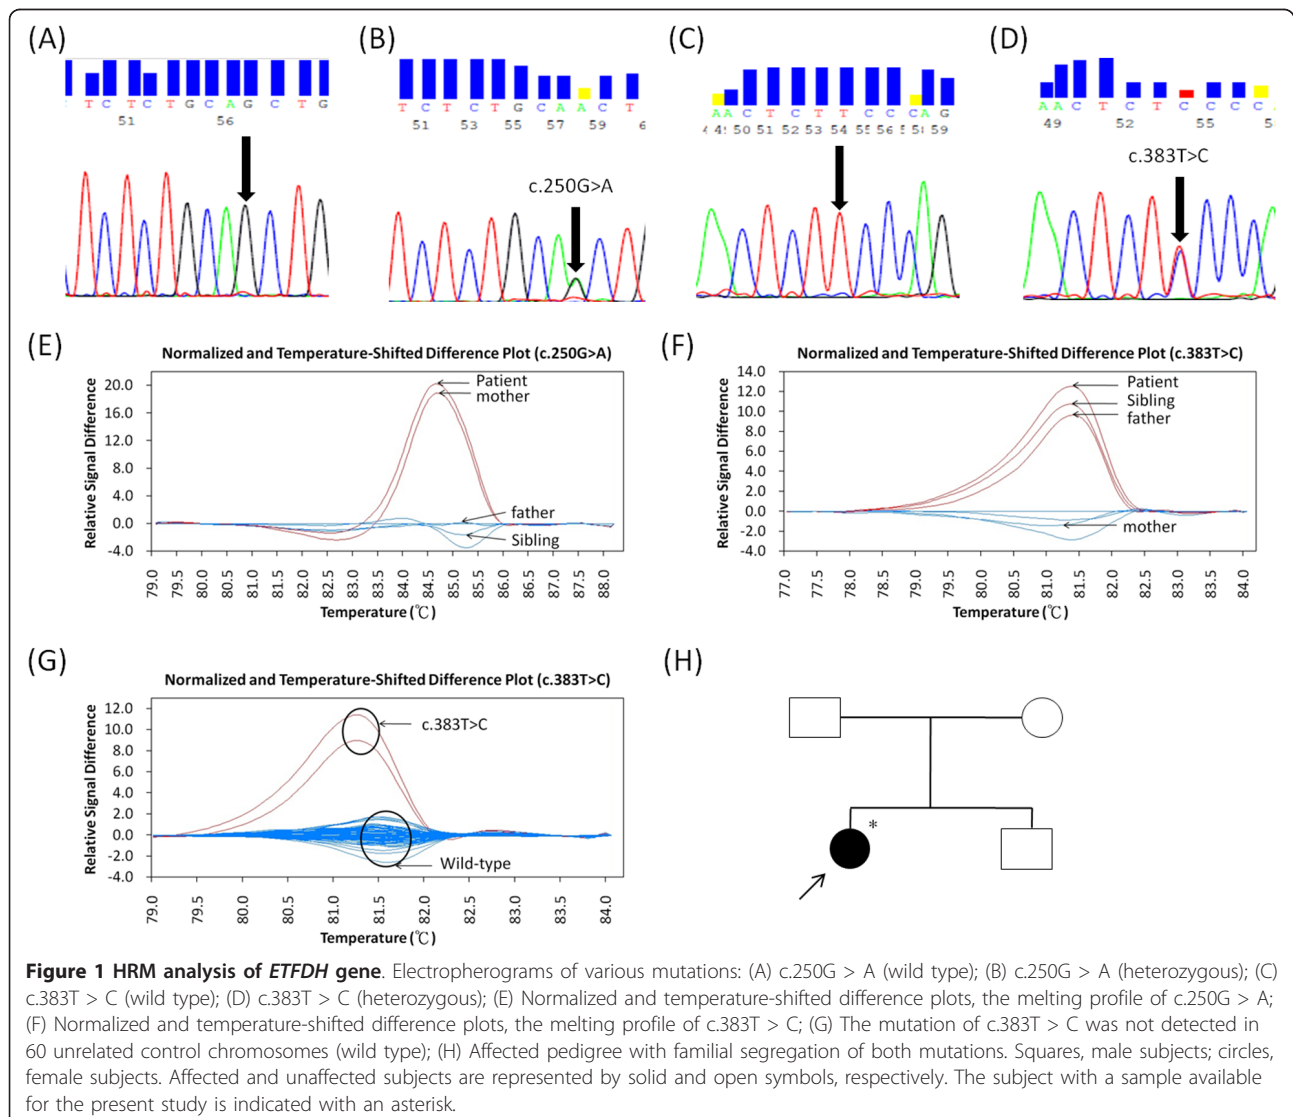 (A)
(B)
(C)
(D)
T C T C T G C A G C T G
51 56
T C T C T G C A A C T
51 53 55 57 59
c.250G>A
A A C T C T T C C C A G
50 51 52 53 54 55 56 59
A A C T C T C C C C
49 52 55
c.383T>C
(E)
Normalized and Temperature-Shifted Difference Plot (c.250G>A)
Relative Signal Difference
20.0
16.0
12.0
8.0
4.0
0.0
-4.0
Patient
mother
father
Sibling
79.0 79.5 80.0 80.5 81.0 81.5 82.0 82.5 83.0 83.5 84.0 84.5 85.0 85.5 86.0 86.5 87.0 87.5 88.0
Temperature (℃)
(F)
Normalized and Temperature-Shifted Difference Plot (c.383T>C)
Relative Signal Difference
14.0
12.0
10.0
8.0
6.0
4.0
2.0
0.0
-2.0
-4.0
Patient
Sibling
father
mother
77.0 77.5 78.0 78.5 79.0 79.5 80.0 80.5 81.0 81.5 82.0 82.5 83.0 83.5 84.0
Temperature (℃)
(G)
Normalized and Temperature-Shifted Difference Plot (c.383T>C)
Relative Signal Difference
12.0
10.0
8.0
6.0
4.0
2.0
0.0
-2.0
-4.0
c.383T>C
Wild-type
79.0 79.5 80.0 80.5 81.0 81.5 82.0 82.5 83.0 83.5 84.0
Temperature (℃)
(H)
*
Figure 1 HRM analysis of ETFDH gene. Electropherograms of various mutations: (A) c.250G > A (wild type); (B) c.250G > A (heterozygous); (C)
c.383T > C (wild type); (D) c.383T > C (heterozygous); (E) Normalized and temperature-shifted difference plots, the melting profile of c.250G > A;
(F) Normalized and temperature-shifted difference plots, the melting profile of c.383T > C; (G) The mutation of c.383T > C was not detected in
60 unrelated control chromosomes (wild type); (H) Affected pedigree with familial segregation of both mutations. Squares, male subjects; circles,
female subjects. Affected and unaffected subjects are represented by solid and open symbols, respectively. The subject with a sample available
for the present study is indicated with an asterisk.